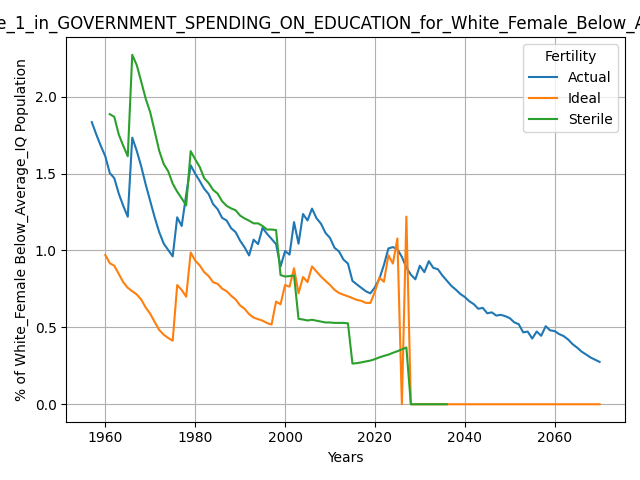 e_1_in_GOVERNMENT_SPENDING_ON_EDUCATION_for_White_Female_Below_A
% of White_Female Below_Average_IQ Population
2.0
1.5
1.0
0.5
0.0
Fertility
Actual
Ideal
Sterile
1960 1980 2000 2020 2040 2060
Years